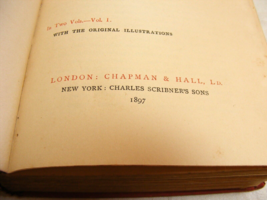 In Two Vols.—Vol. I.
WITH THE ORIGINAL ILLUSTRATIONS
LONDON: CHAPMAN & HALL, LD.
NEW YORK: CHARLES SCRIBNER'S SONS
1897